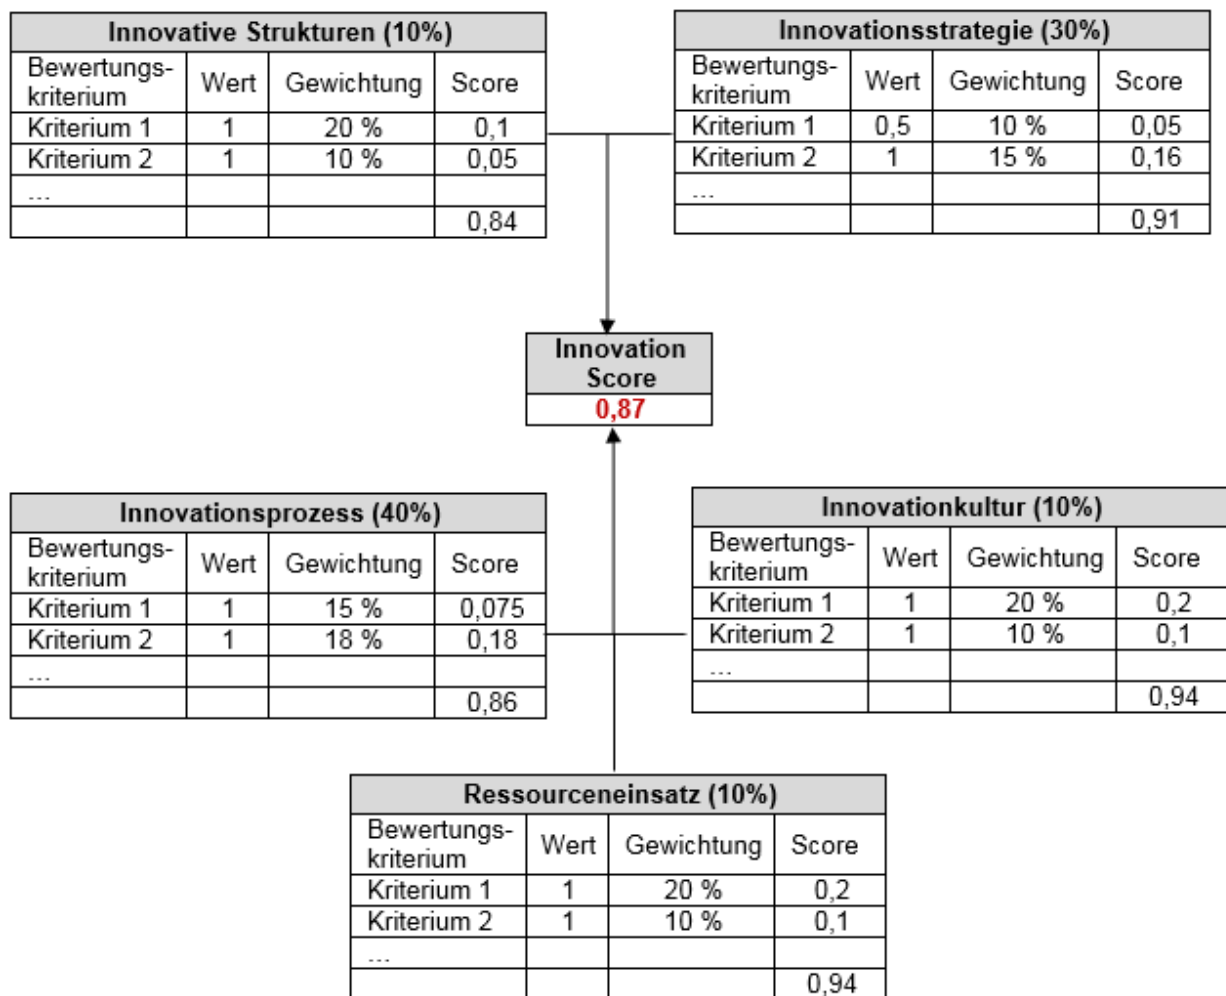 Innovative Strukturen (10%)
Bewertungs-
kriterium Wert Gewichtung Score
Kriterium 1 1 20 % 0,1
Kriterium 2 1 10 % 0,05
...
0,84
Innovationsstrategie (30%)
Bewertungs-
kriterium Wert Gewichtung Score
Kriterium 1 0,5 10 % 0,05
Kriterium 2 1 15 % 0,16
...
0,91
Innovation
Score
0,87
Innovationsprozess (40%)
Bewertungs-
kriterium Wert Gewichtung Score
Kriterium 1 1 15 % 0,075
Kriterium 2 1 18 % 0,18
...
0,86
Innovationkultur (10%)
Bewertungs-
kriterium Wert Gewichtung Score
Kriterium 1 1 20 % 0,2
Kriterium 2 1 10 % 0,1
...
0,94
Ressourceneinsatz (10%)
Bewertungs-
kriterium Wert Gewichtung Score
Kriterium 1 1 20 % 0,2
Kriterium 2 1 10 % 0,1
...
0,94